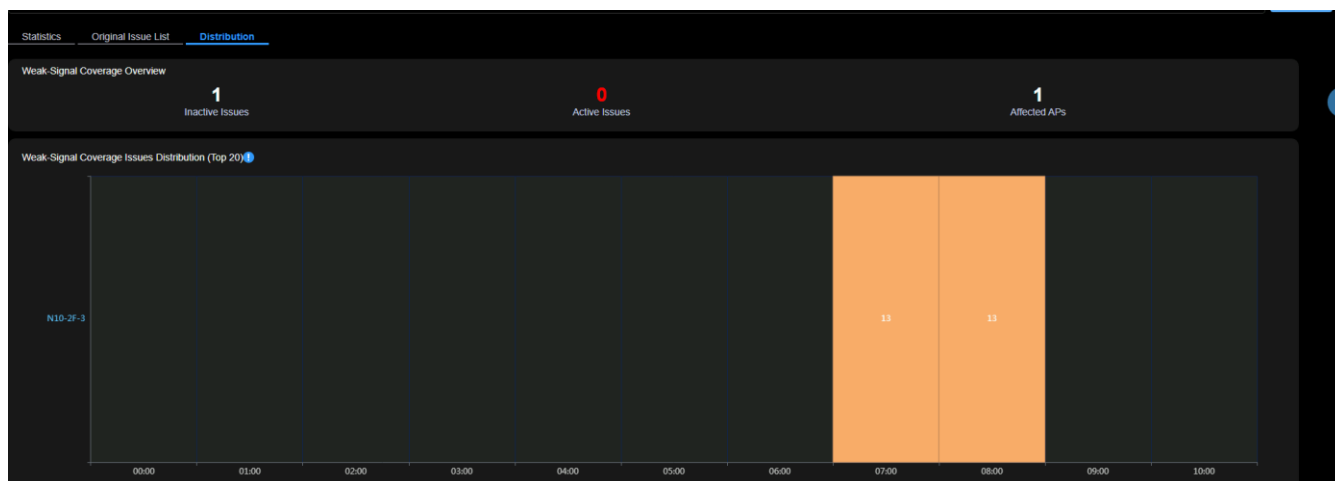 Statistics Original Issue List Distribution
Weak-Signal Coverage Overview
1 0 1
Inactive Issues Active Issues Affected APs
Weak-Signal Coverage Issues Distribution (Top 20)
N10-2F-3 13 13
00:00 01:00 02:00 03:00 04:00 05:00 06:00 07:00 08:00 09:00 10:00